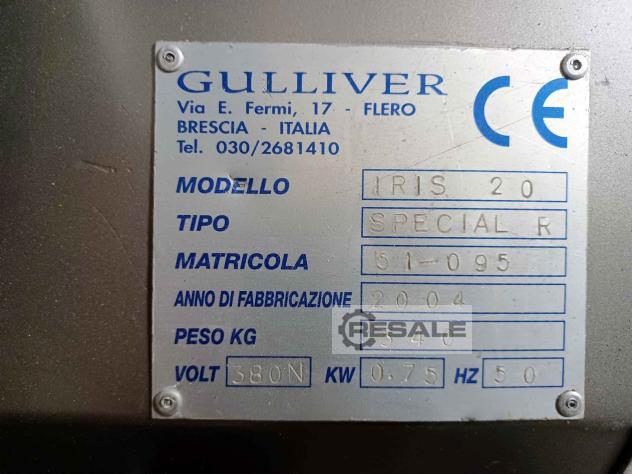 GULLIVER
Via E. Fermi, 17 - FLERO
BRESCIA - ITALIA
Tel. 030/2681410
CE
MODELLO IRIS 20
TIPO SPECIAL R
MATRICOLA 51-095
ANNO DI FABBRICAZIONE 2004
PESO KG
RESALE
VOLT 380N KW 0.75 HZ 50